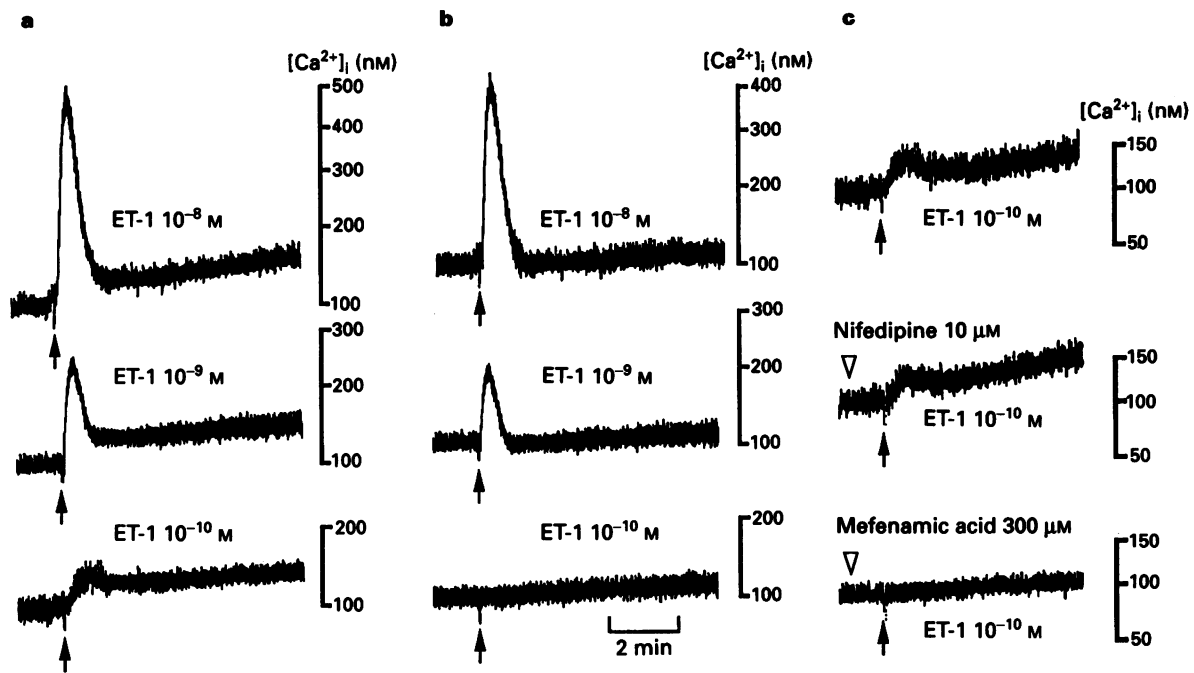 a
[Ca²⁺]ᵢ (nM)
500
400
300
200
100
ET-1 10⁻⁸ M
300
200
100
ET-1 10⁻⁹ M
200
100
ET-1 10⁻¹⁰ M
b
[Ca²⁺]ᵢ (nM)
400
300
200
100
ET-1 10⁻⁸ M
300
200
100
ET-1 10⁻⁹ M
200
100
ET-1 10⁻¹⁰ M
2 min
c
[Ca²⁺]ᵢ (nM)
150
100
50
ET-1 10⁻¹⁰ M
Nifedipine 10 μM
150
100
50
ET-1 10⁻¹⁰ M
Mefenamic acid 300 μM
150
100
50
ET-1 10⁻¹⁰ M